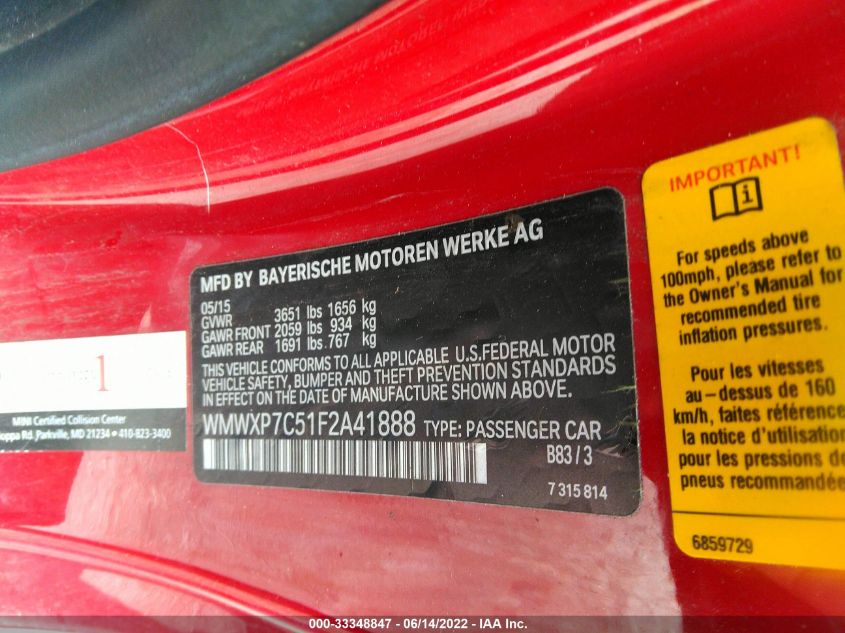 MFD BY BAYERISCHE MOTOREN WERKE AG
05/15
GVWR 3651 lbs 1656 kg
GAWR FRONT 2059 lbs 934 kg
GAWR REAR 1691 lbs 767 kg
THIS VEHICLE CONFORMS TO ALL APPLICABLE U.S.FEDERAL MOTOR
VEHICLE SAFETY, BUMPER AND THEFT PREVENTION STANDARDS
IN EFFECT ON THE DATE OF MANUFACTURE SHOWN ABOVE.
WMWXP7C51F2A41888 TYPE: PASSENGER CAR
B83 / 3
7 315 814
IMPORTANT!
For speeds above
100mph, please refer to
the Owner's Manual for
recommended tire
inflation pressures.
Pour les vitesses
au-dessus de 160
km/h, faites référence
la notice d'utilisation
pour les pressions de
pneus recommandée
6859729
1
MINI Certified Collision Center
oppa Rd. Parkville, MD 21234 • 410-823-3400
000-33348847 - 06/14/2022 - IAA Inc.